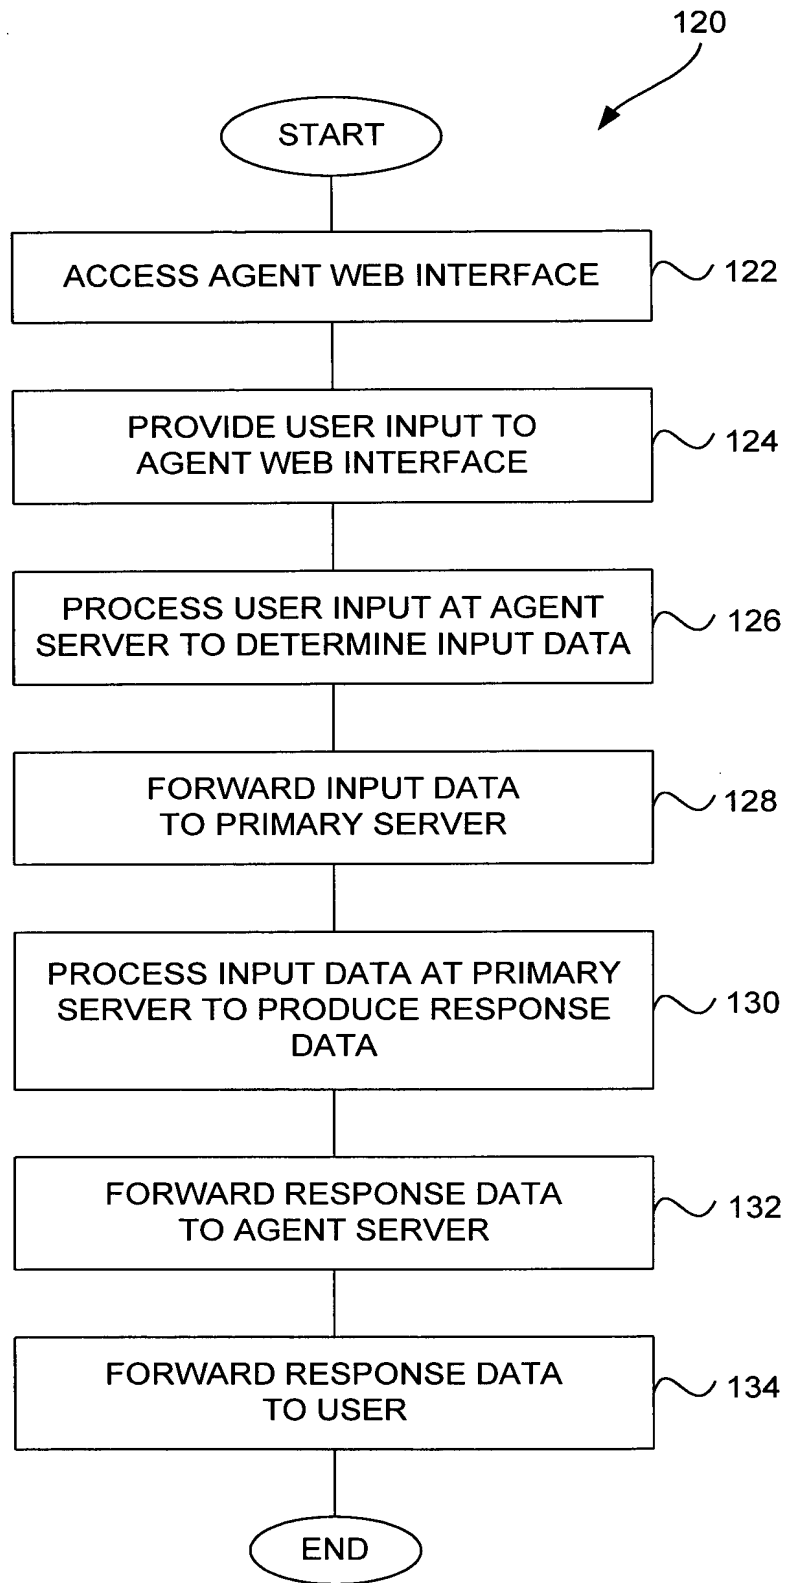 120
START
ACCESS AGENT WEB INTERFACE
122
PROVIDE USER INPUT TO
AGENT WEB INTERFACE
124
PROCESS USER INPUT AT AGENT
SERVER TO DETERMINE INPUT DATA
126
FORWARD INPUT DATA
TO PRIMARY SERVER
128
PROCESS INPUT DATA AT PRIMARY
SERVER TO PRODUCE RESPONSE
DATA
130
FORWARD RESPONSE DATA
TO AGENT SERVER
132
FORWARD RESPONSE DATA
TO USER
134
END